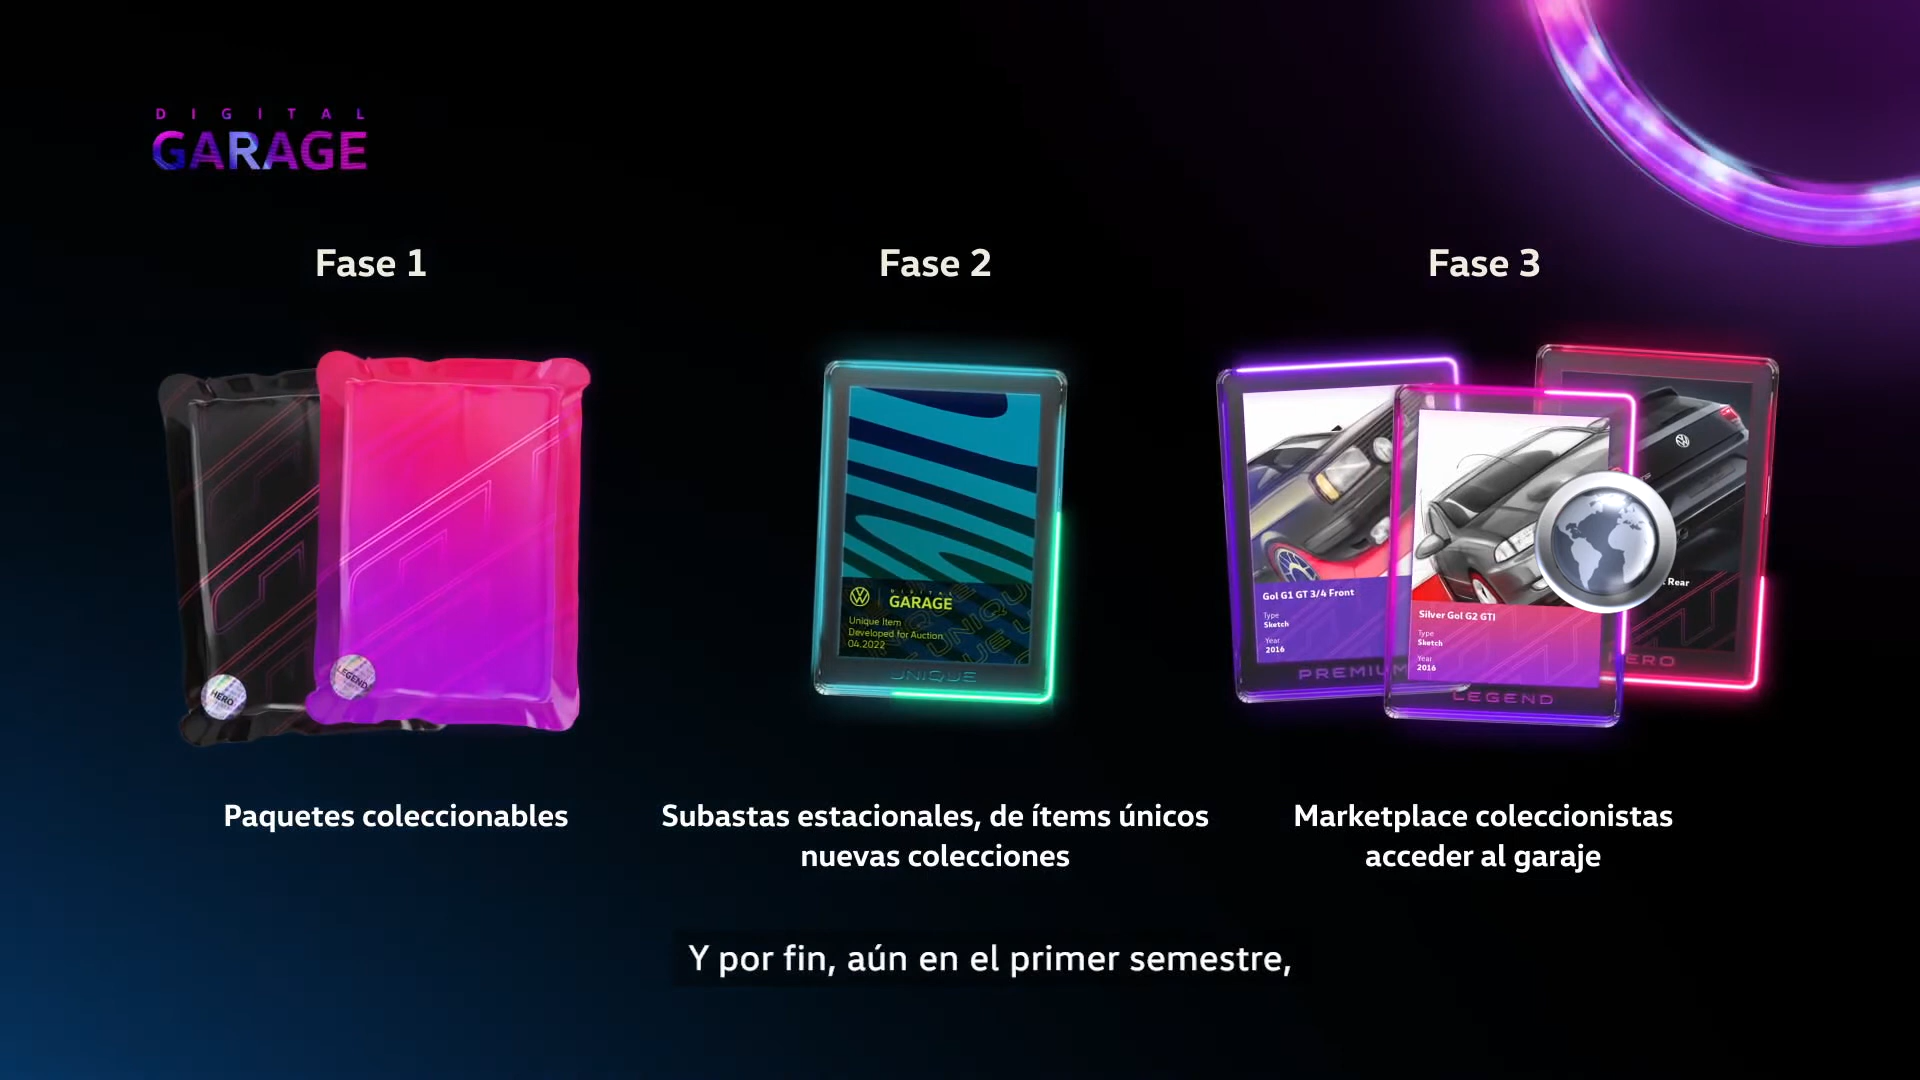 DIGITAL
GARAGE
Fase 1
Fase 2
Fase 3
HERO
LEGEND
DIGITAL
GARAGE
Unique Item
Developed for Auction
04.2022
UNIQUE
Gol G1 GT 3/4 Front
Type
Sketch
Year
2016
PREMIUM
Silver Gol G2 GTI
Type
Sketch
Year
2016
LEGEND
Rear
HERO
Paquetes coleccionables
Subastas estacionales, de ítems únicos
nuevas colecciones
Marketplace coleccionistas
acceder al garaje
Y por fin, aún en el primer semestre,